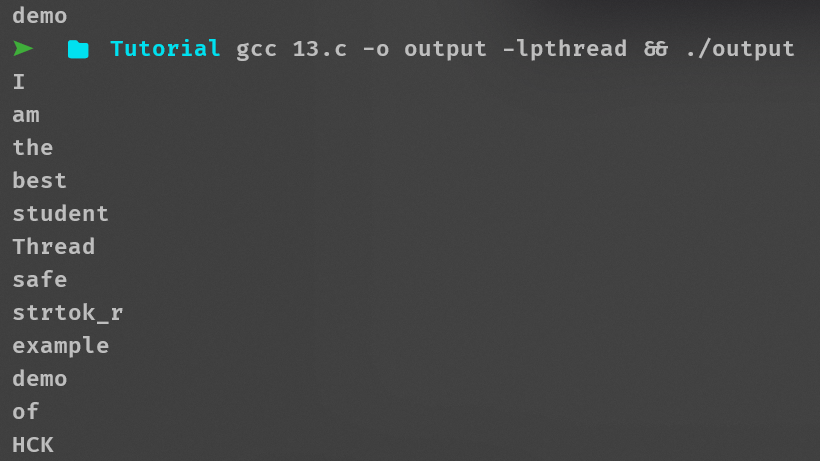 demo
Tutorial gcc 13.c -o output -lpthread && ./output
I
am
the
best
student
Thread
safe
strtok_r
example
demo
of
HCK